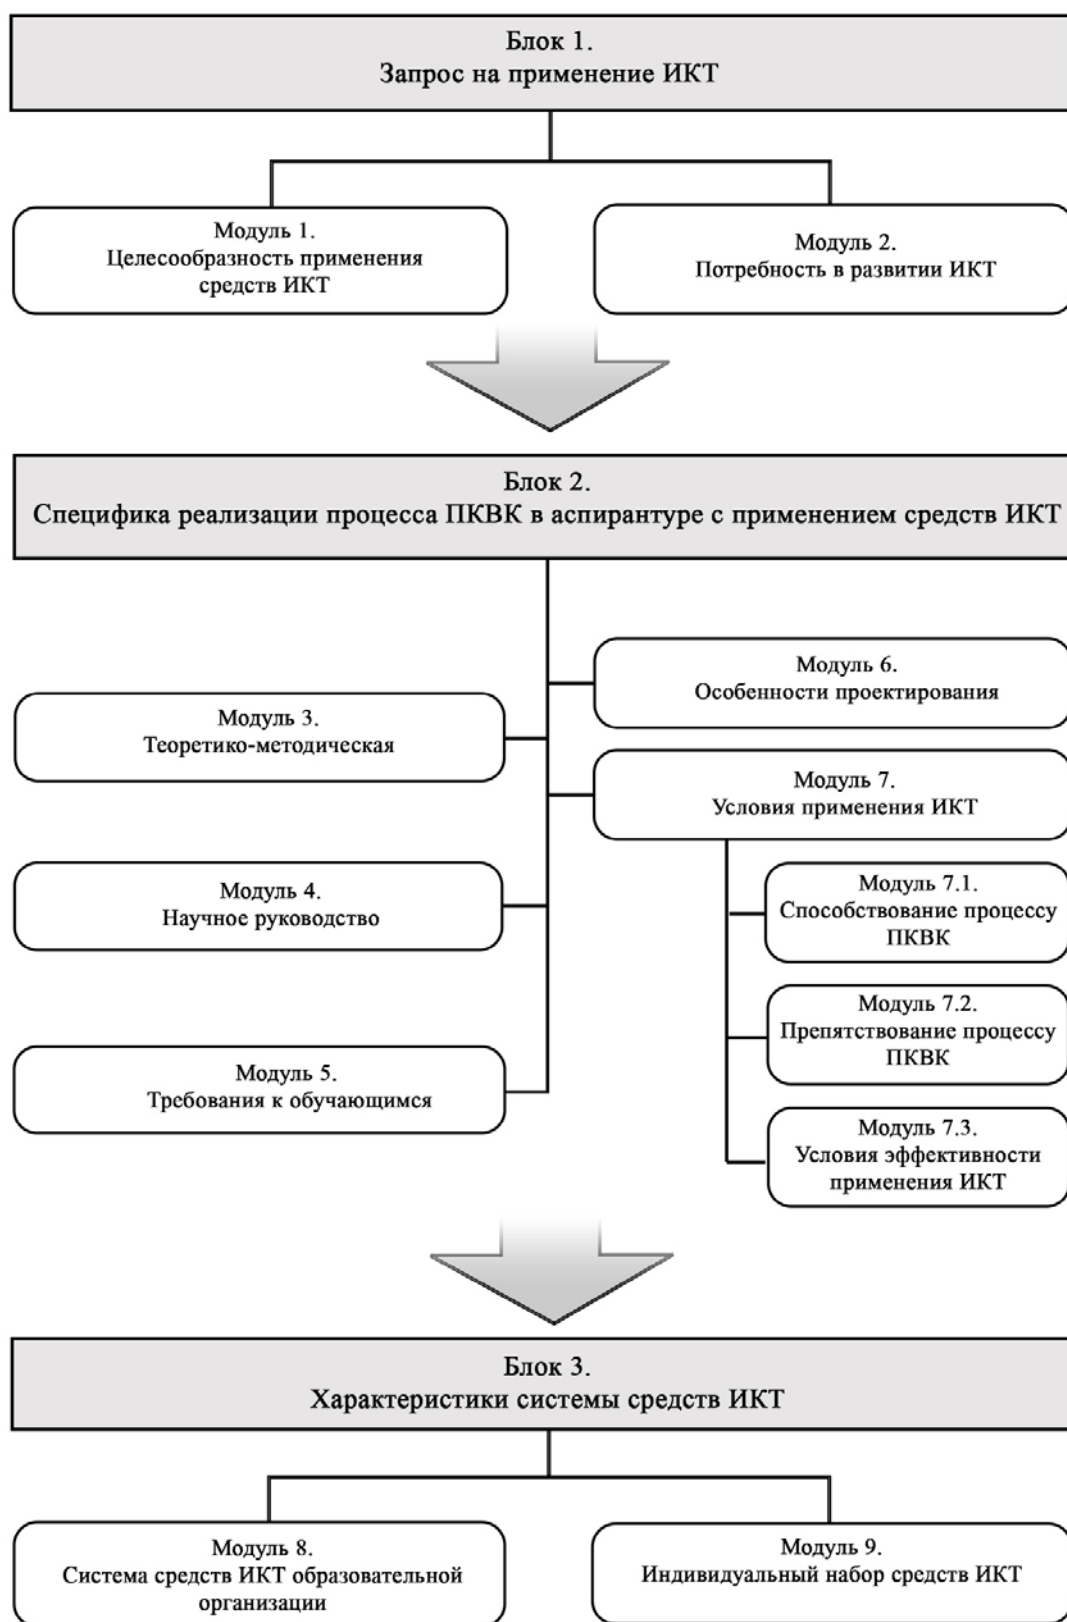 Блок 1.
Запрос на применение ИКТ
Модуль 1.
Целесообразность применения
средств ИКТ
Модуль 2.
Потребность в развитии ИКТ
Блок 2.
Специфика реализации процесса ПКВК в аспирантуре с применением средств ИКТ
Модуль 3.
Теоретико-методическая
Модуль 4.
Научное руководство
Модуль 5.
Требования к обучающимся
Модуль 6.
Особенности проектирования
Модуль 7.
Условия применения ИКТ
Модуль 7.1.
Способствование процессу
ПКВК
Модуль 7.2.
Препятствование процессу
ПКВК
Модуль 7.3.
Условия эффективности
применения ИКТ
Блок 3.
Характеристики системы средств ИКТ
Модуль 8.
Система средств ИКТ образовательной
организации
Модуль 9.
Индивидуальный набор средств ИКТ